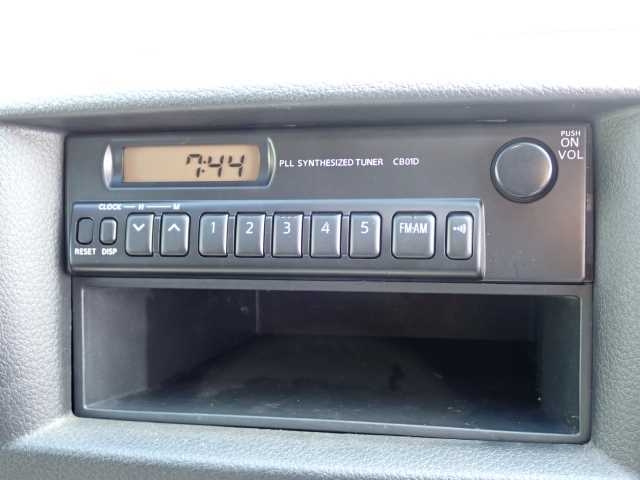 7:44
PLL SYNTHESIZED TUNER CB01D
PUSH
ON
VOL
CLOCK H M
RESET DISP
1 2 3 4 5 FM·AM